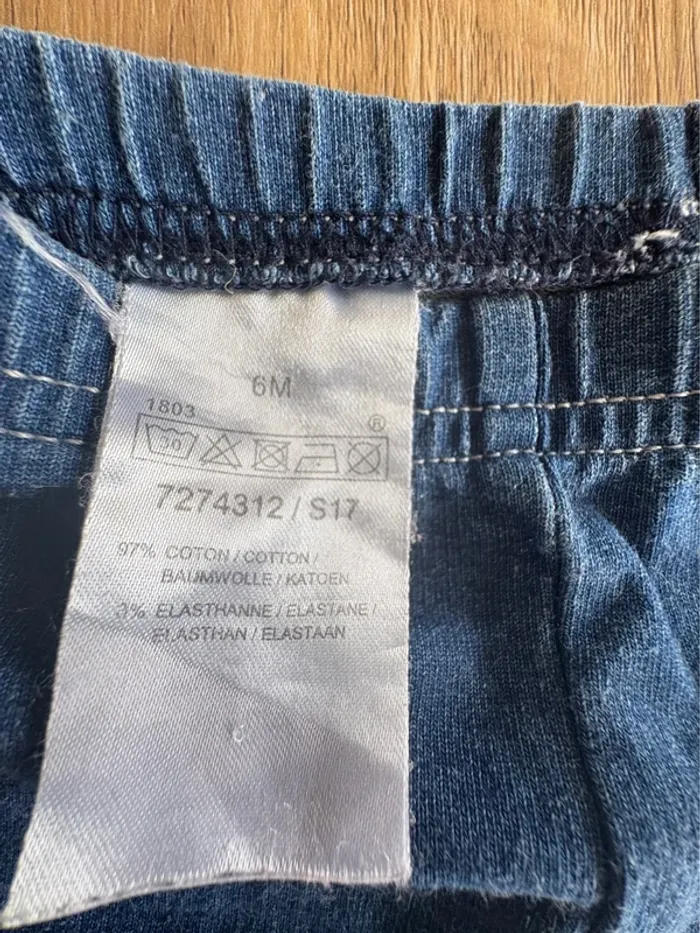 6M
1803
®
30
7274312 / S17
97% COTON / COTTON /
BAUMWOLLE / KATOEN
3% ELASTHANNE / ELASTANE /
ELASTHAN / ELASTAAN